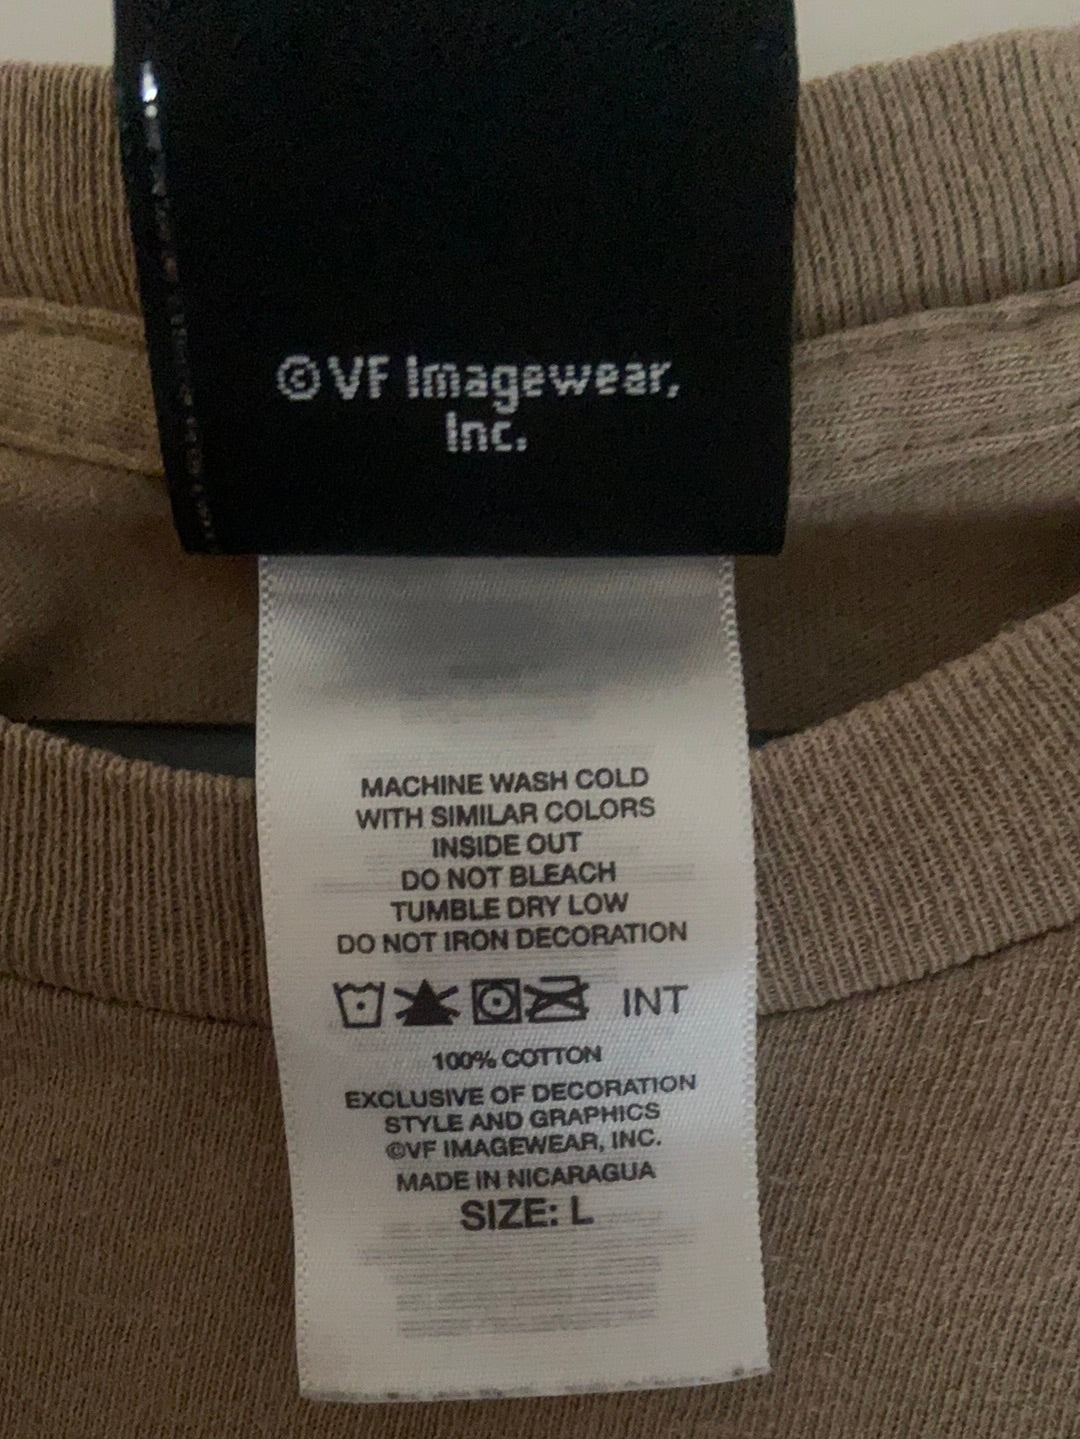 ©VF Imagewear,
Inc.
MACHINE WASH COLD
WITH SIMILAR COLORS
INSIDE OUT
DO NOT BLEACH
TUMBLE DRY LOW
DO NOT IRON DECORATION
INT
100% COTTON
EXCLUSIVE OF DECORATION
STYLE AND GRAPHICS
©VF IMAGEWEAR, INC.
MADE IN NICARAGUA
SIZE: L